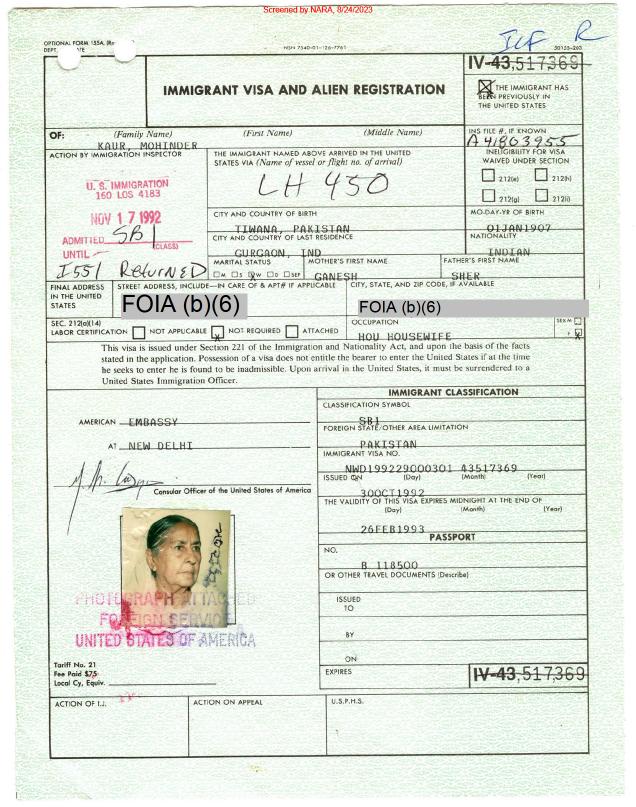 Screened by NARA, 8/24/2023
ILF R
OPTIONAL FORM 155A,
DEPT.
NSN 7540-01-126-7761
50155-203
IV-43,517,369
IMMIGRANT VISA AND ALIEN REGISTRATION
THE IMMIGRANT HAS
BEEN PREVIOUSLY IN
THE UNITED STATES
OF: (Family Name) (First Name) (Middle Name)
KAUR, MOHINDER
INS FILE #, IF KNOWN
A41803955
ACTION BY IMMIGRATION INSPECTOR
THE IMMIGRANT NAMED ABOVE ARRIVED IN THE UNITED
STATES VIA (Name of vessel or flight no. of arrival)
LH 450
INELIGIBILITY FOR VISA
WAIVED UNDER SECTION
212(e) 212(h)
212(g) 212(i)
U. S. IMMIGRATION
160 LOS 4183
NOV 17 1992
ADMITTED SB1
(CLASS)
UNTIL
I551 Returned
CITY AND COUNTRY OF BIRTH
TIWANA, PAKISTAN
MO-DAY-YR OF BIRTH
01JAN1907
CITY AND COUNTRY OF LAST RESIDENCE
GURGAON, IND
NATIONALITY
INDIAN
MARITAL STATUS
M S W D SEP
MOTHER'S FIRST NAME
GANESH
FATHER'S FIRST NAME
SHER
FINAL ADDRESS
IN THE UNITED
STATES
STREET ADDRESS, INCLUDE—IN CARE OF & APT# IF APPLICABLE
FOIA (b)(6)
CITY, STATE, AND ZIP CODE, IF AVAILABLE
FOIA (b)(6)
SEC. 212(a)(14)
LABOR CERTIFICATION NOT APPLICABLE NOT REQUIRED ATTACHED
OCCUPATION
HOU HOUSEWIFE
SEX M
F
This visa is issued under Section 221 of the Immigration and Nationality Act, and upon the basis of the facts
stated in the application. Possession of a visa does not entitle the bearer to enter the United States if at the time
he seeks to enter he is found to be inadmissible. Upon arrival in the United States, it must be surrendered to a
United States Immigration Officer.
AMERICAN EMBASSY
AT NEW DELHI
Consular Officer of the United States of America
PHOTOGRAPH ATTACHED
FOREIGN SERVICE
UNITED STATES OF AMERICA
Tariff No. 21
Fee Paid $75
Local Cy, Equiv.
IMMIGRANT CLASSIFICATION
CLASSIFICATION SYMBOL
SB1
FOREIGN STATE/OTHER AREA LIMITATION
PAKISTAN
IMMIGRANT VISA NO.
NWD199229000301 43517369
ISSUED ON (Day) (Month) (Year)
30OCT1992
THE VALIDITY OF THIS VISA EXPIRES MIDNIGHT AT THE END OF
(Day) (Month) (Year)
26FEB1993
PASSPORT
NO.
B 118500
OR OTHER TRAVEL DOCUMENTS (Describe)
ISSUED
TO
BY
ON
EXPIRES
IV-43,517,369
ACTION OF I.J.
ACTION ON APPEAL
U.S.P.H.S.